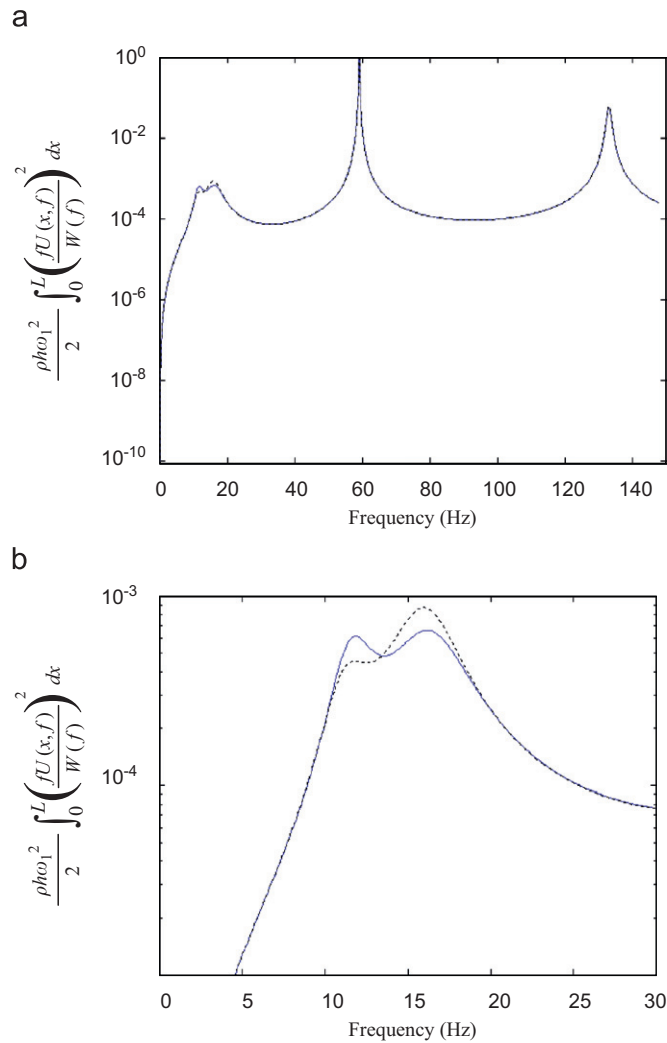 a
10^0
10^-2
10^-4
10^-6
10^-8
10^-10
0 20 40 60 80 100 120 140
Frequency (Hz)
ρhω₁²/2 ∫₀ᴸ (fU(x,f)/W(f))² dx
b
10^-3
10^-4
0 5 10 15 20 25 30
Frequency (Hz)
ρhω₁²/2 ∫₀ᴸ (fU(x,f)/W(f))² dx